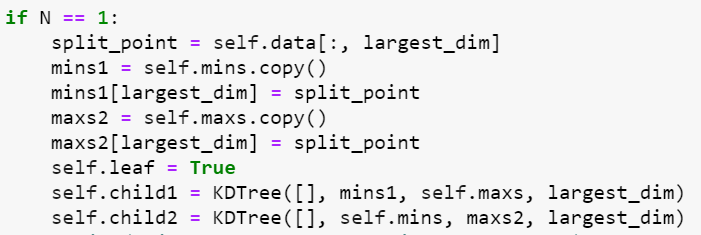 if N == 1:
    split_point = self.data[:, largest_dim]
    mins1 = self.mins.copy()
    mins1[largest_dim] = split_point
    maxs2 = self.maxs.copy()
    maxs2[largest_dim] = split_point
    self.leaf = True
    self.child1 = KDTree([], mins1, self.maxs, largest_dim)
    self.child2 = KDTree([], self.mins, maxs2, largest_dim)